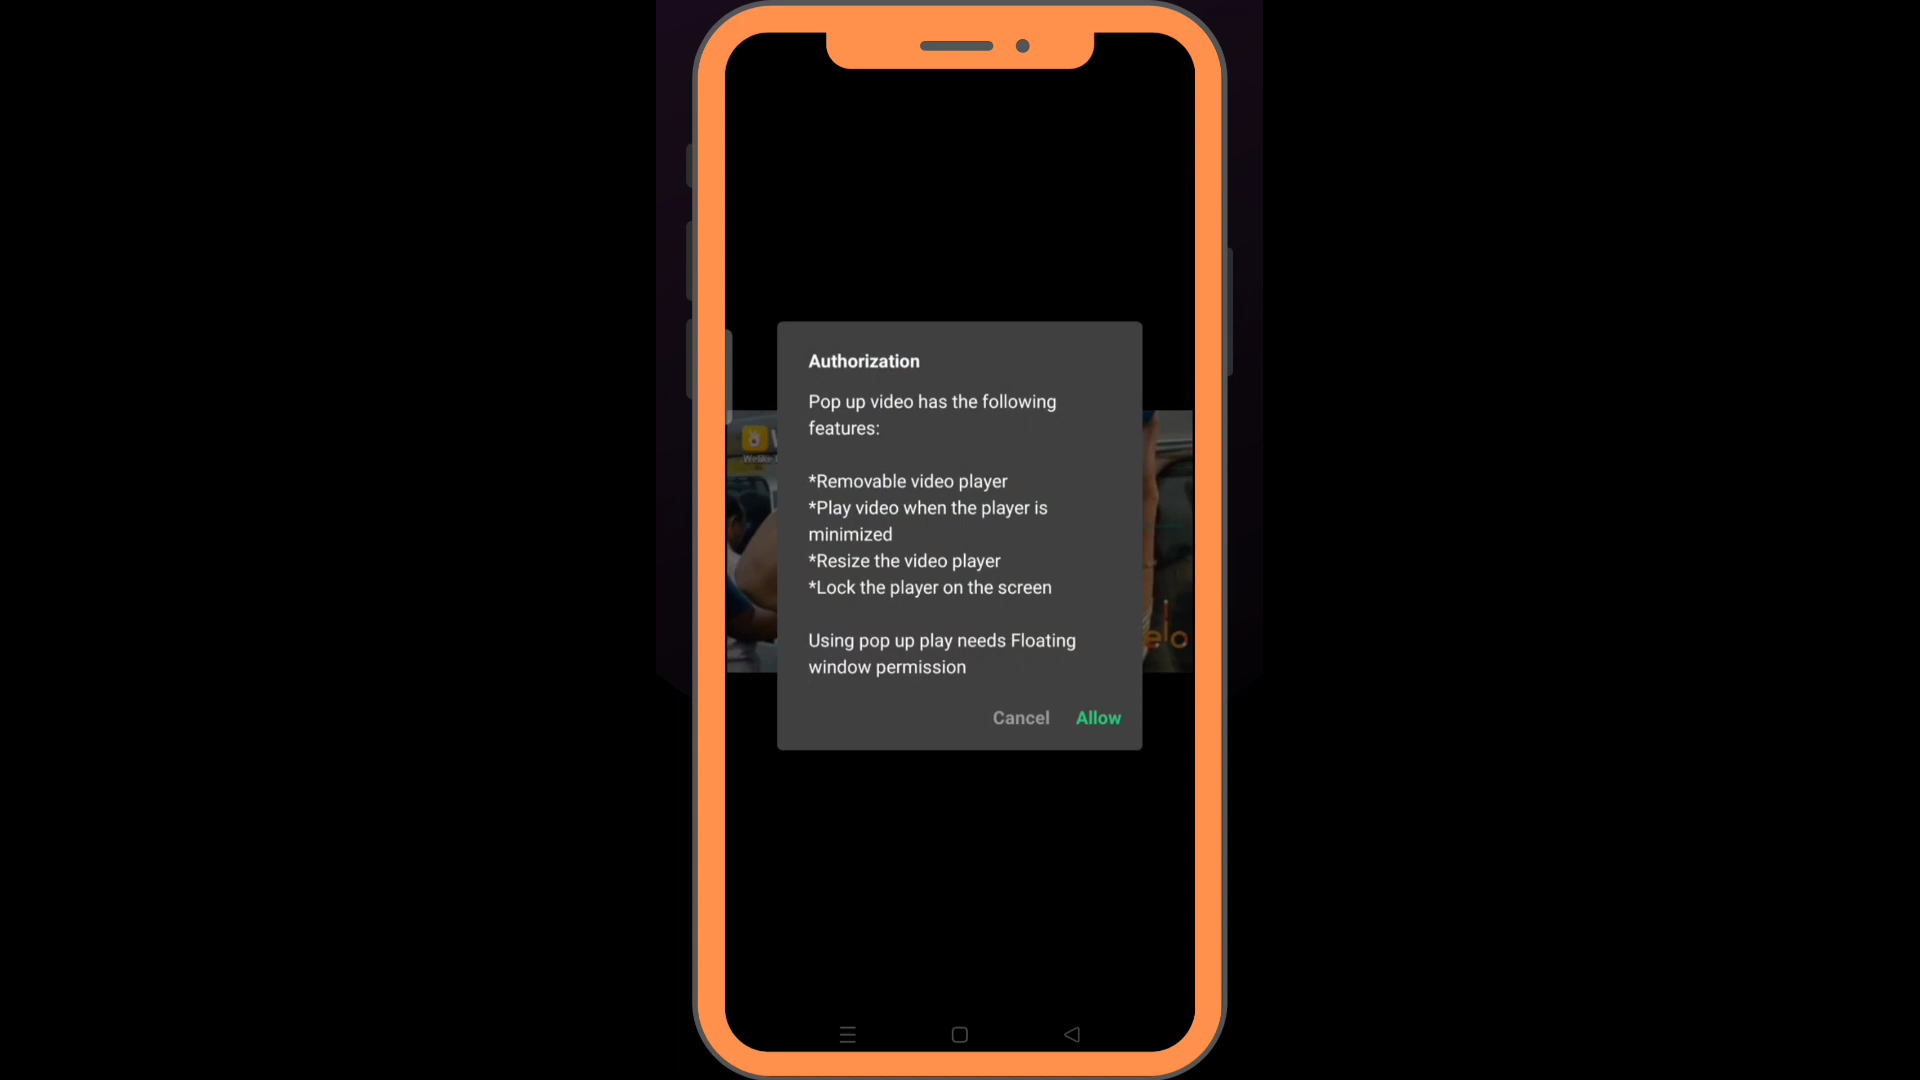 Authorization
Pop up video has the following
features:
*Removable video player
*Play video when the player is
minimized
*Resize the video player
*Lock the player on the screen
Using pop up play needs Floating
window permission
Cancel Allow
elo